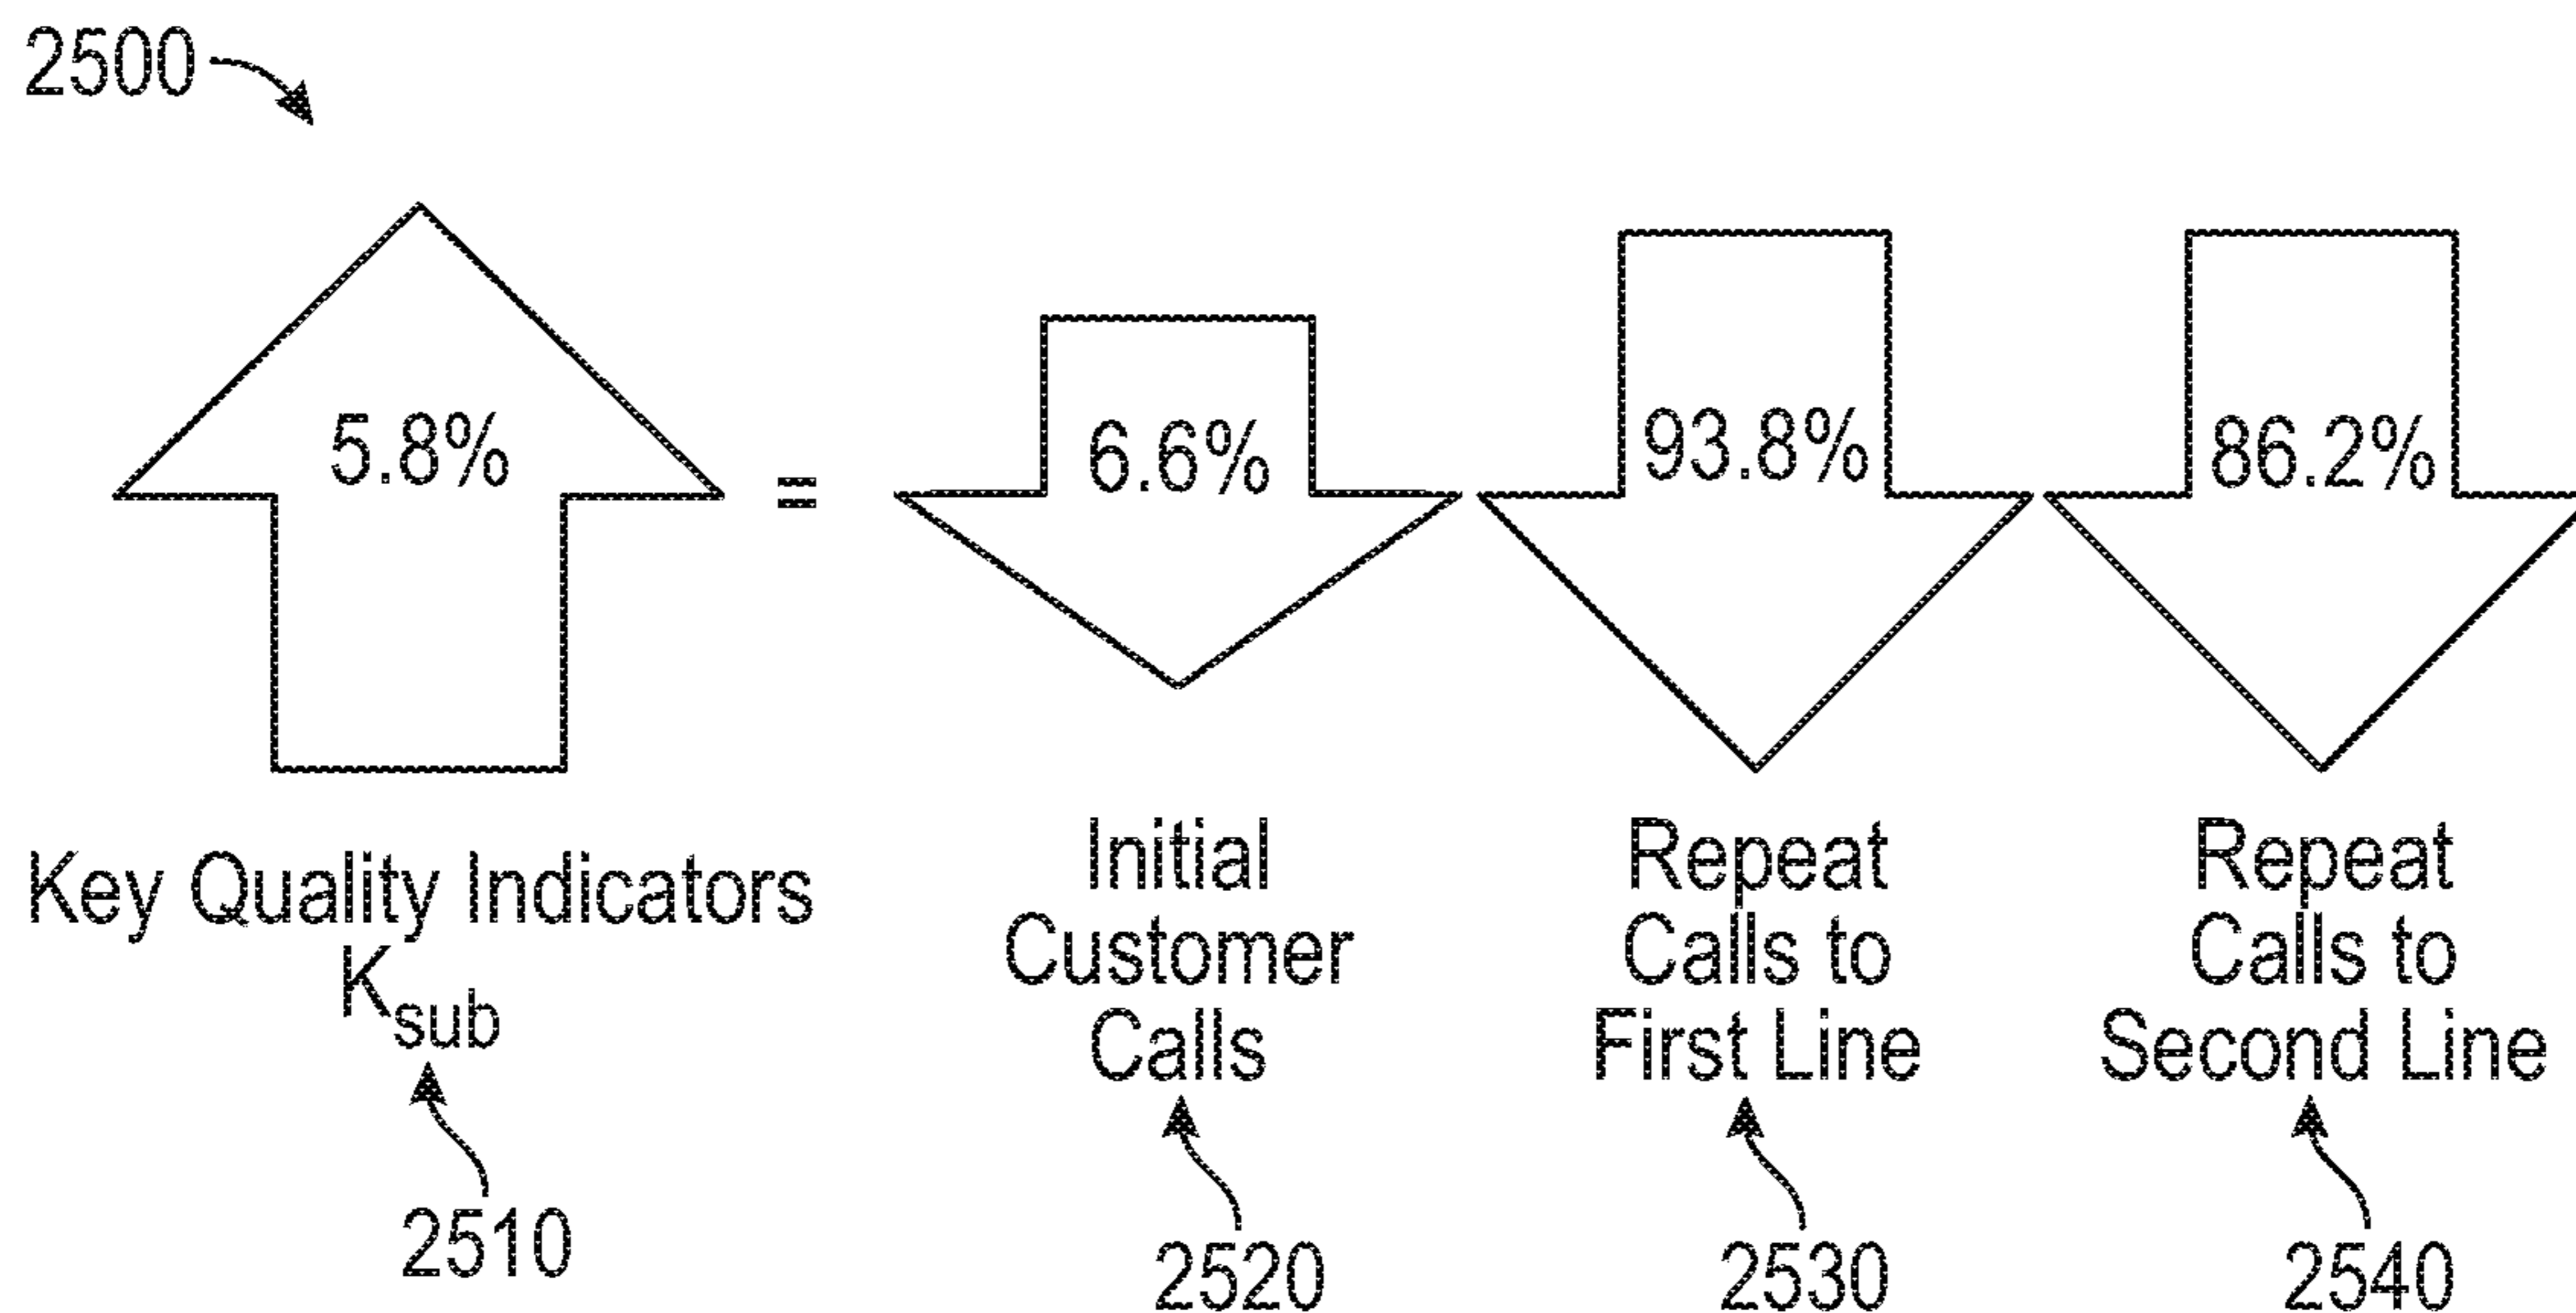 2500
5.8%
=
6.6%
93.8%
86.2%
Key Quality Indicators
Ksub
2510
Initial
Customer
Calls
2520
Repeat
Calls to
First Line
2530
Repeat
Calls to
Second Line
2540